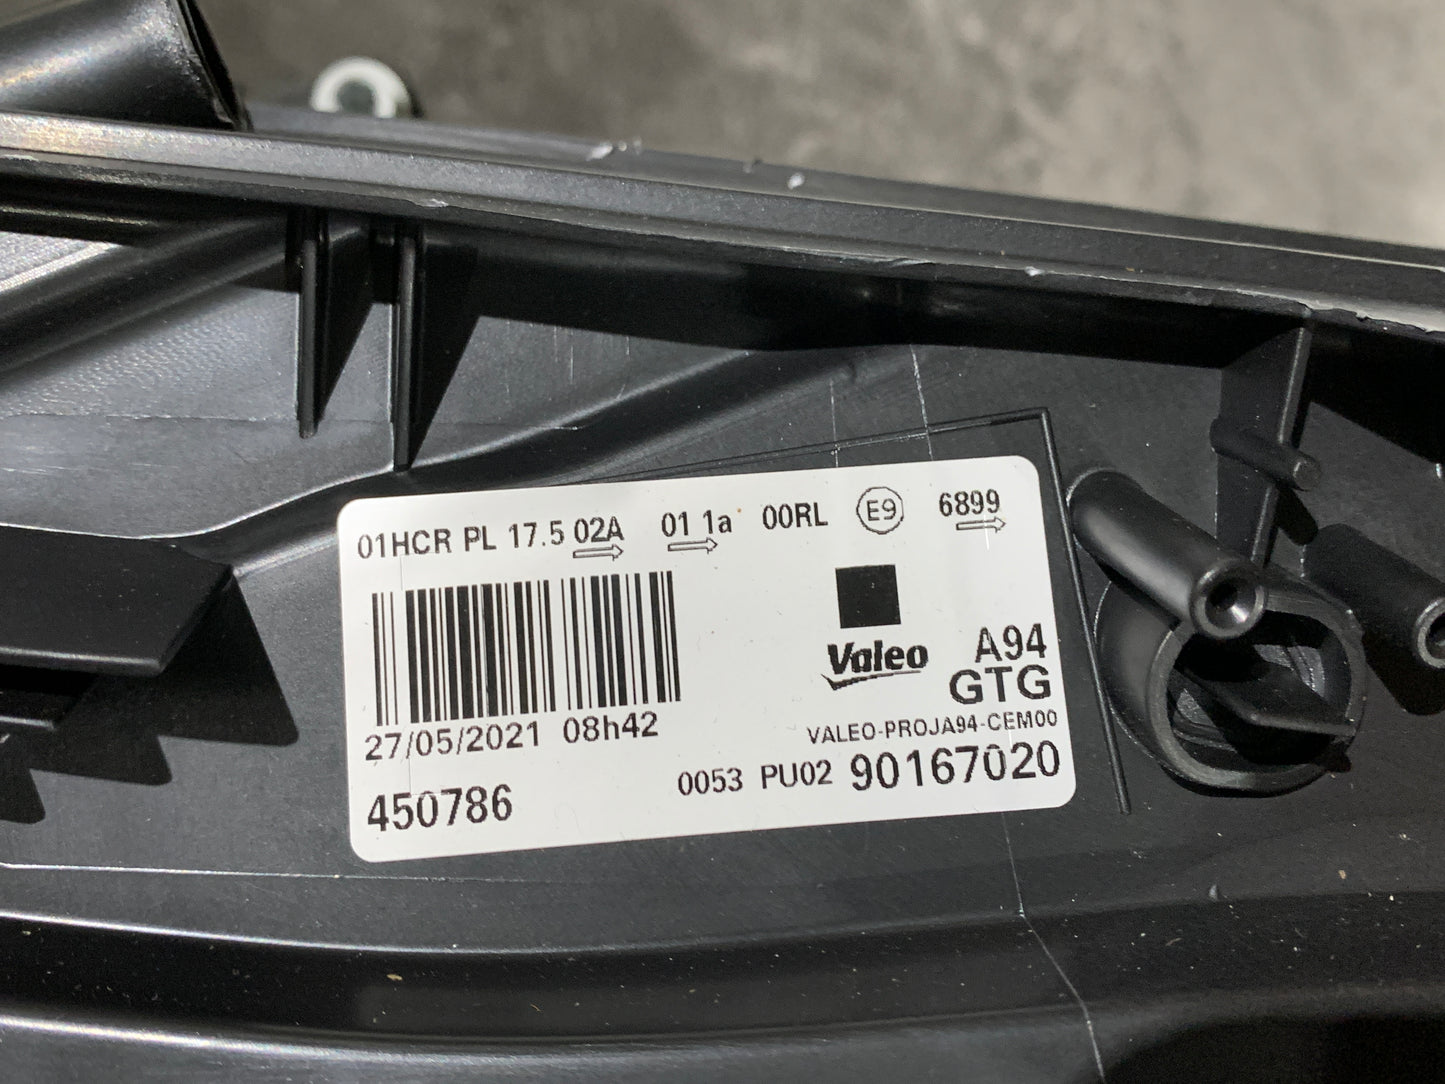 01HCR PL 17.5 02A 01 1a 00RL E9 6899
Valeo
A94
GTG
27/05/2021 08h42
VALEO-PROJA94-CEM00
450786
0053 PU02 90167020